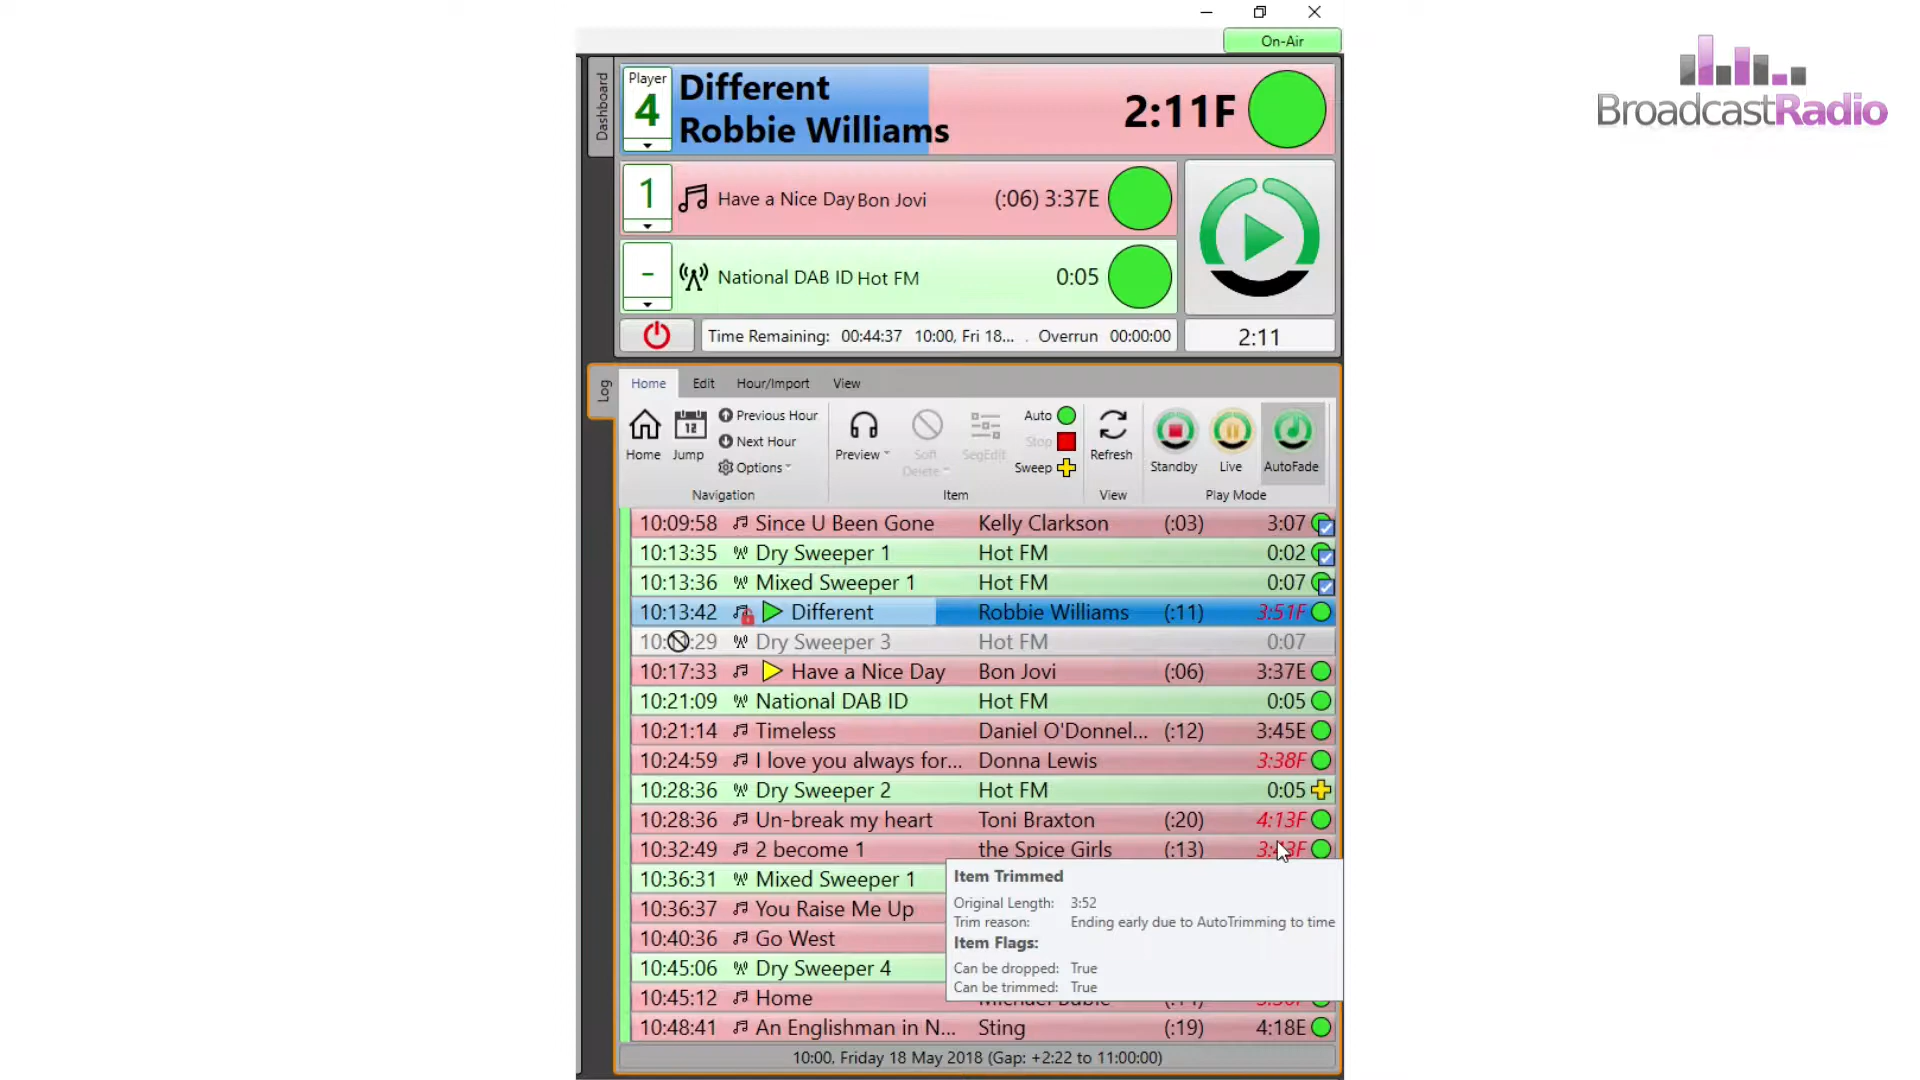 On-Air
BroadcastRadio
Dashboard
Player
4
Different
Robbie Williams
2:11F
1
Have a Nice Day Bon Jovi (:06) 3:37E
-
National DAB ID Hot FM 0:05
Time Remaining: 00:44:37 10:00, Fri 18... . Overrun 00:00:00
2:11
Log
Home Edit Hour/Import View
Home
Jump
12
Previous Hour
Next Hour
Options
Navigation
Preview
Soft
Delete
SegEdit
Auto
Stop
Sweep
Item
Refresh
View
Standby
Live
AutoFade
Play Mode
10:09:58 Since U Been Gone Kelly Clarkson (:03) 3:07
10:13:35 Dry Sweeper 1 Hot FM 0:02
10:13:36 Mixed Sweeper 1 Hot FM 0:07
10:13:42 Different Robbie Williams (:11) 3:51F
:29 Dry Sweeper 3 Hot FM 0:07
10:17:33 Have a Nice Day Bon Jovi (:06) 3:37E
10:21:09 National DAB ID Hot FM 0:05
10:21:14 Timeless Daniel O'Donnel... (:12) 3:45E
10:24:59 I love you always for... Donna Lewis 3:38F
10:28:36 Dry Sweeper 2 Hot FM 0:05
10:28:36 Un-break my heart Toni Braxton (:20) 4:13F
10:32:49 2 become 1 the Spice Girls (:13)
10:36:31 Mixed Sweeper 1
10:36:37 You Raise Me Up
10:40:36 Go West
10:45:06 Dry Sweeper 4
10:45:12 Home
10:48:41 An Englishman in N... Sting (:19) 4:18E
Item Trimmed
Original Length: 3:52
Trim reason: Ending early due to AutoTrimming to time
Item Flags:
Can be dropped: True
Can be trimmed: True
10:00, Friday 18 May 2018 (Gap: +2:22 to 11:00:00)